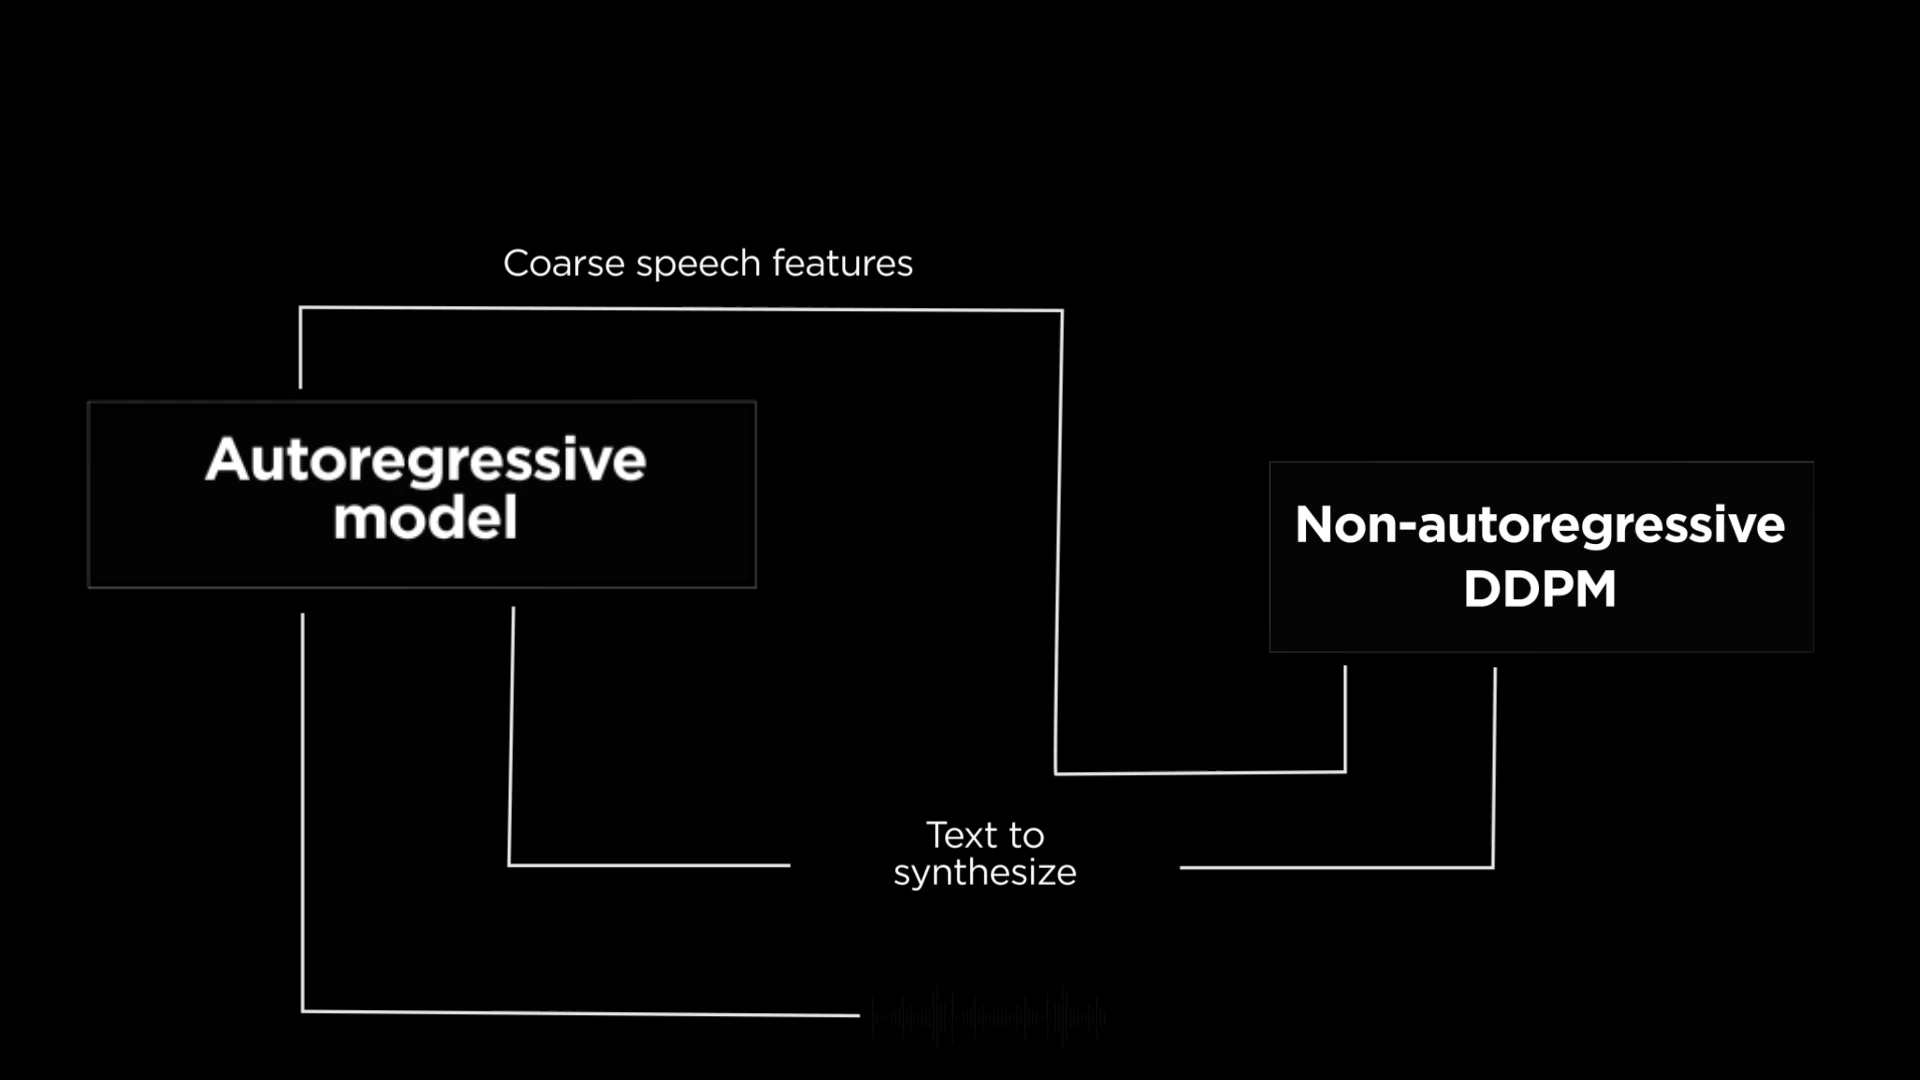 Coarse speech features
Autoregressive
model
Non-autoregressive
DDPM
Text to
synthesize